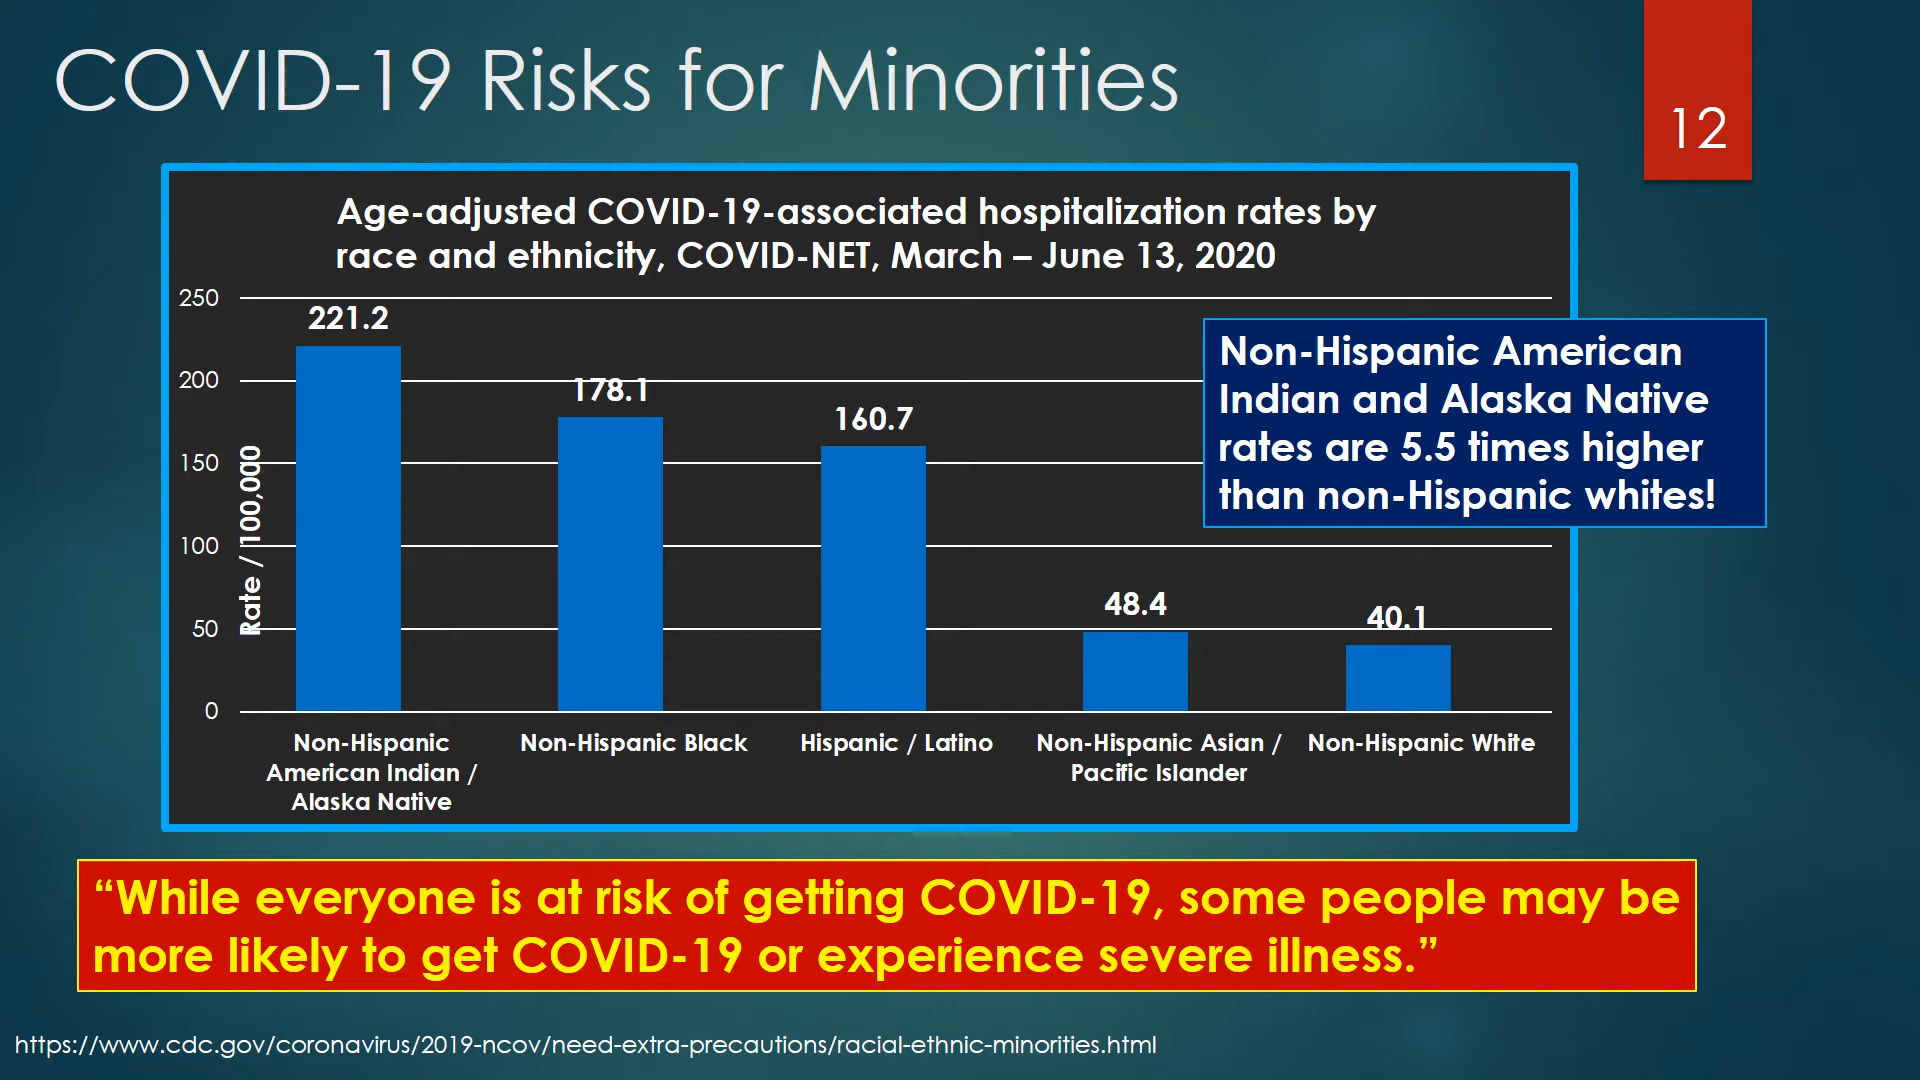 COVID-19 Risks for Minorities
12
Age-adjusted COVID-19-associated hospitalization rates by
race and ethnicity, COVID-NET, March – June 13, 2020
250
200
150
100
50
0
Rate / 100,000
221.2
178.1
160.7
48.4
40.1
Non-Hispanic
American Indian /
Alaska Native
Non-Hispanic Black
Hispanic / Latino
Non-Hispanic Asian /
Pacific Islander
Non-Hispanic White
Non-Hispanic American
Indian and Alaska Native
rates are 5.5 times higher
than non-Hispanic whites!
“While everyone is at risk of getting COVID-19, some people may be
more likely to get COVID-19 or experience severe illness.”
https://www.cdc.gov/coronavirus/2019-ncov/need-extra-precautions/racial-ethnic-minorities.html